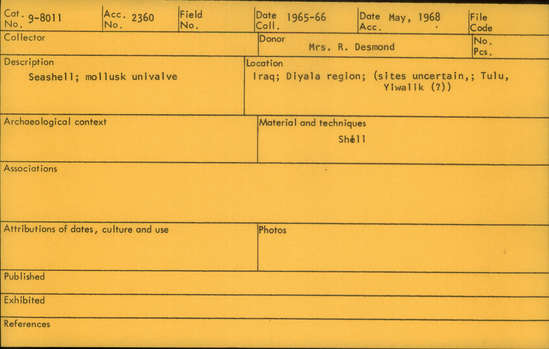 Cat. No. 9-8011 Acc. No. 2360 Field No. Date Coll. 1965-66 Date Acc. May, 1968 File Code
Collector Donor Mrs. R. Desmond No. Pcs.
Description Location
Seashell; mollusk univalve Iraq; Diyala region; (sites uncertain,; Tulu,
Yiwalik (?))
Archaeological context Material and techniques
Shell
Associations
Attributions of dates, culture and use Photos
Published
Exhibited
References